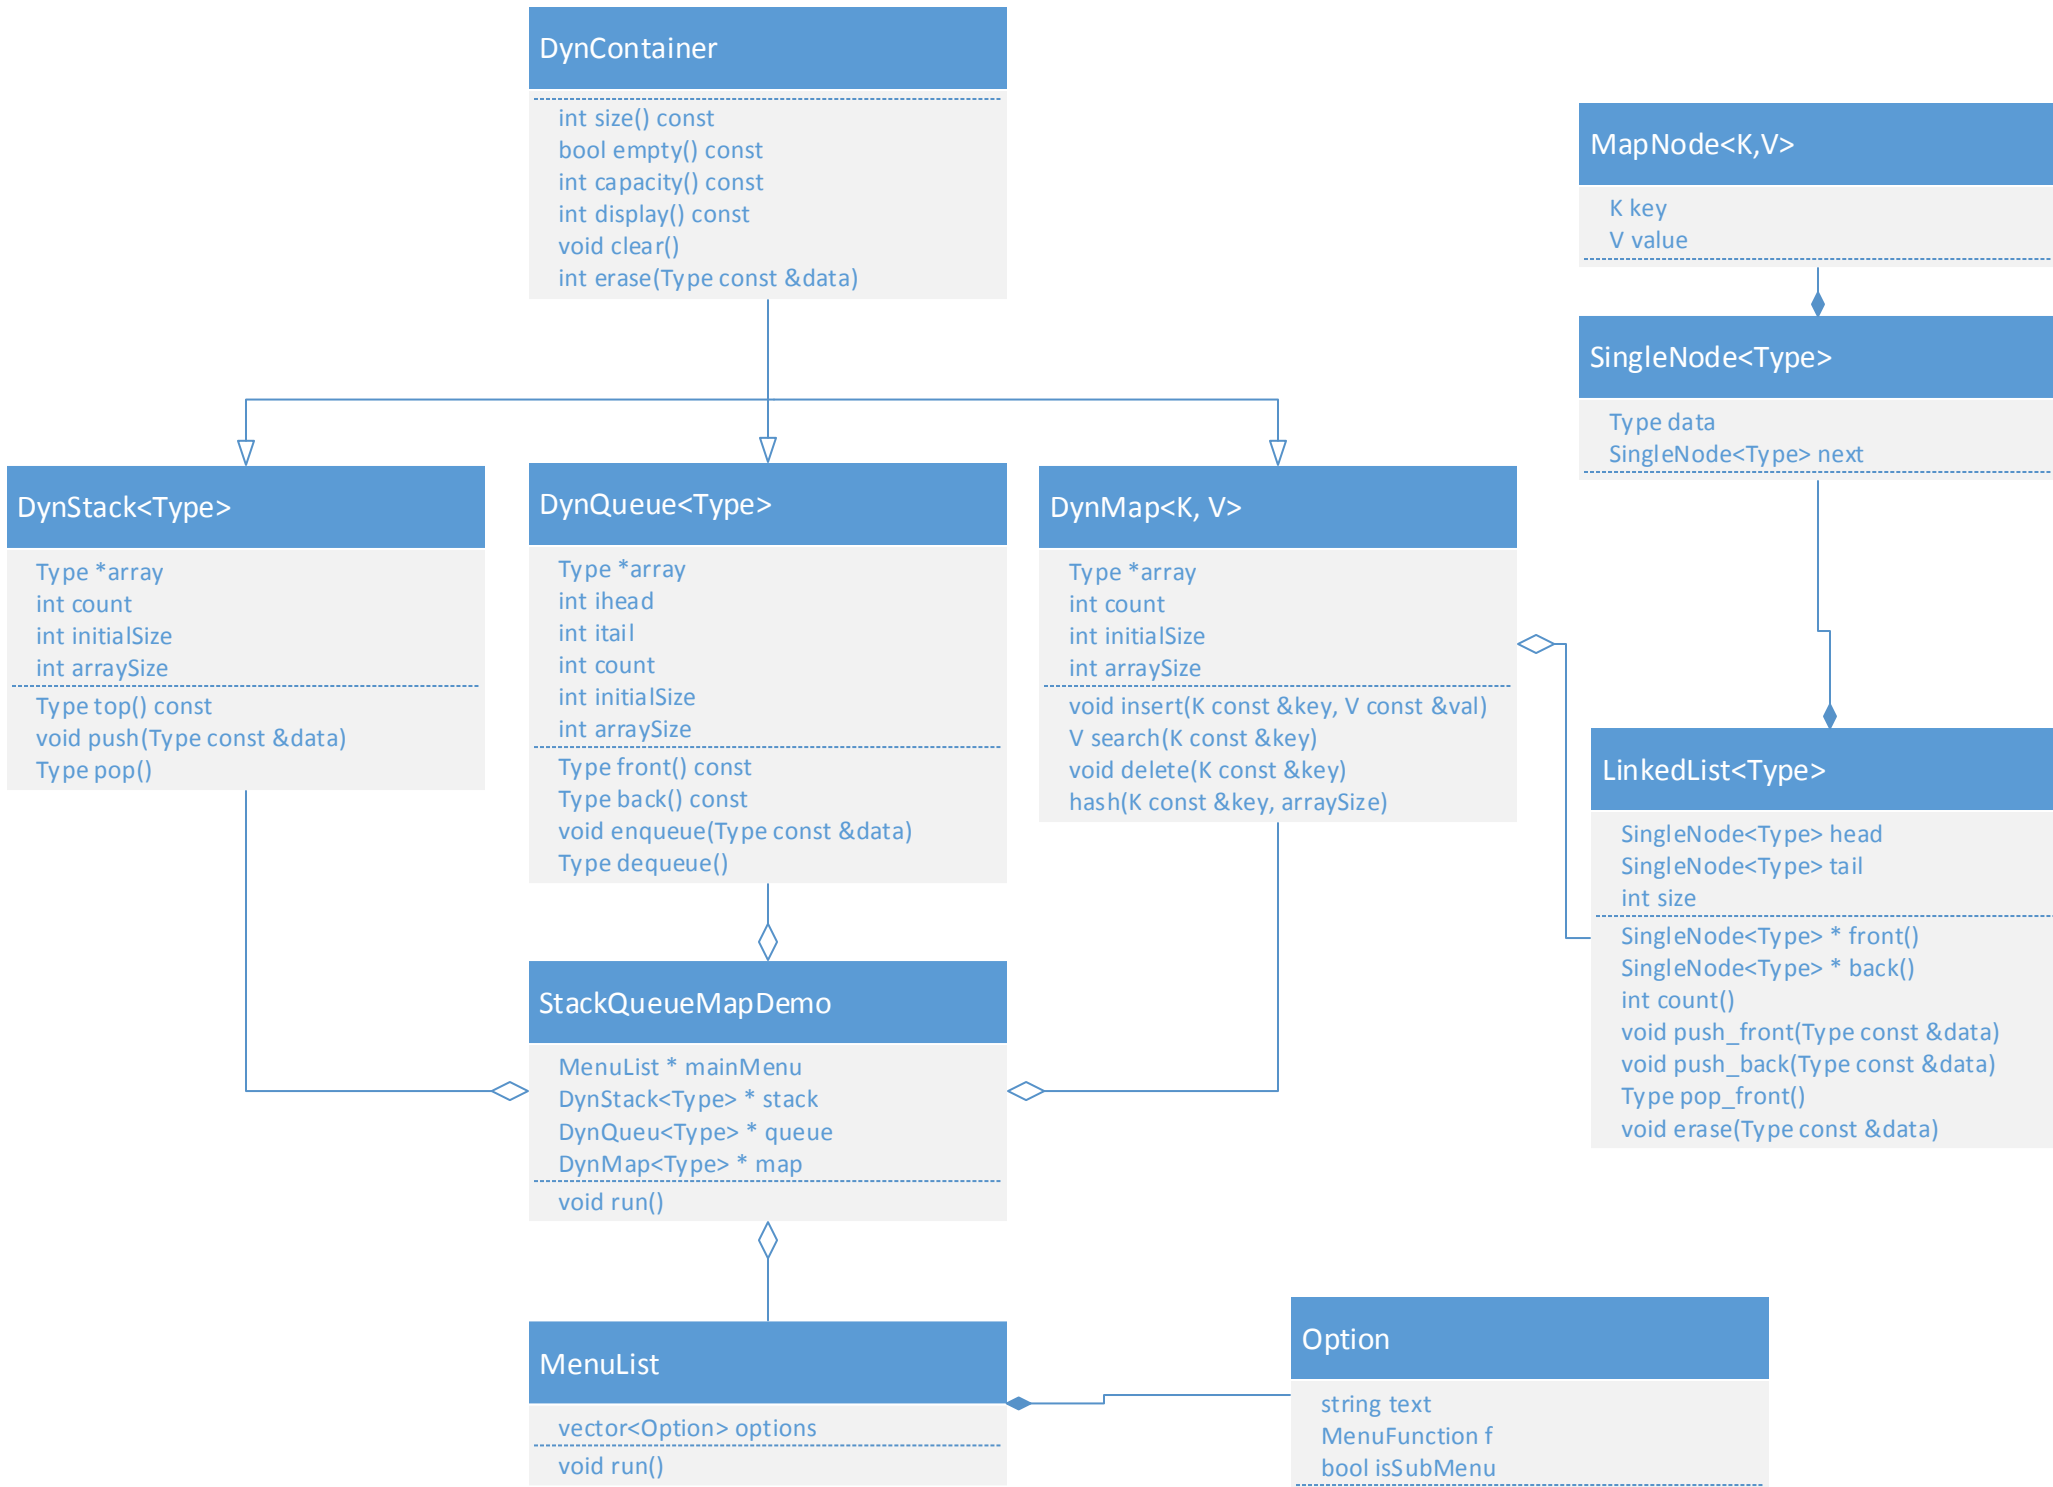 DynContainer
int size() const
bool empty() const
int capacity() const
int display() const
void clear()
int erase(Type const &data)
MapNode<K,V>
K key
V value
SingleNode<Type>
Type data
SingleNode<Type> next
DynStack<Type>
Type *array
int count
int initialSize
int arraySize
Type top() const
void push(Type const &data)
Type pop()
DynQueue<Type>
Type *array
int ihead
int itail
int count
int initialSize
int arraySize
Type front() const
Type back() const
void enqueue(Type const &data)
Type dequeue()
DynMap<K, V>
Type *array
int count
int initialSize
int arraySize
void insert(K const &key, V const &val)
V search(K const &key)
void delete(K const &key)
hash(K const &key, arraySize)
LinkedList<Type>
SingleNode<Type> head
SingleNode<Type> tail
int size
SingleNode<Type> * front()
SingleNode<Type> * back()
int count()
void push_front(Type const &data)
void push_back(Type const &data)
Type pop_front()
void erase(Type const &data)
StackQueueMapDemo
MenuList * mainMenu
DynStack<Type> * stack
DynQueu<Type> * queue
DynMap<Type> * map
void run()
MenuList
vector<Option> options
void run()
Option
string text
MenuFunction f
bool isSubMenu